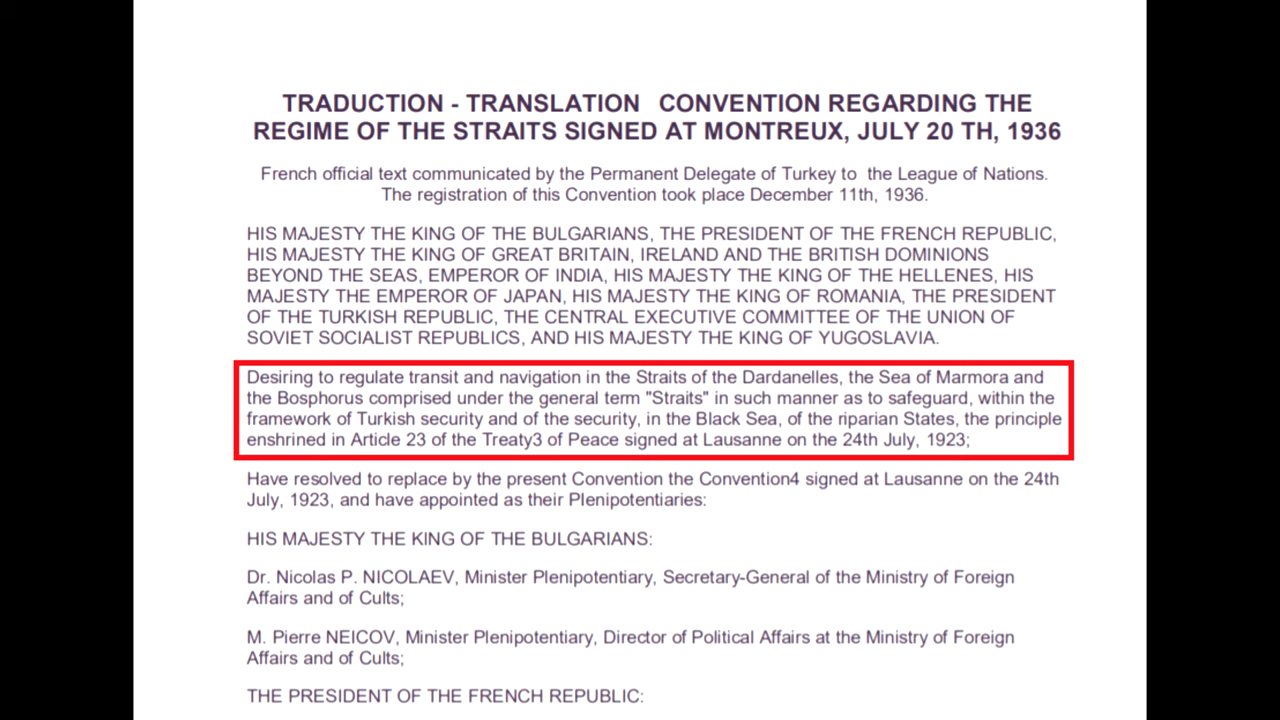 TRADUCTION - TRANSLATION CONVENTION REGARDING THE
REGIME OF THE STRAITS SIGNED AT MONTREUX, JULY 20 TH, 1936
French official text communicated by the Permanent Delegate of Turkey to the League of Nations.
The registration of this Convention took place December 11th, 1936.
HIS MAJESTY THE KING OF THE BULGARIANS, THE PRESIDENT OF THE FRENCH REPUBLIC,
HIS MAJESTY THE KING OF GREAT BRITAIN, IRELAND AND THE BRITISH DOMINIONS
BEYOND THE SEAS, EMPEROR OF INDIA, HIS MAJESTY THE KING OF THE HELLENES, HIS
MAJESTY THE EMPEROR OF JAPAN, HIS MAJESTY THE KING OF ROMANIA, THE PRESIDENT
OF THE TURKISH REPUBLIC, THE CENTRAL EXECUTIVE COMMITTEE OF THE UNION OF
SOVIET SOCIALIST REPUBLICS, AND HIS MAJESTY THE KING OF YUGOSLAVIA.
Desiring to regulate transit and navigation in the Straits of the Dardanelles, the Sea of Marmora and
the Bosphorus comprised under the general term "Straits" in such manner as to safeguard, within the
framework of Turkish security and of the security, in the Black Sea, of the riparian States, the principle
enshrined in Article 23 of the Treaty3 of Peace signed at Lausanne on the 24th July, 1923;
Have resolved to replace by the present Convention the Convention4 signed at Lausanne on the 24th
July, 1923, and have appointed as their Plenipotentiaries:
HIS MAJESTY THE KING OF THE BULGARIANS:
Dr. Nicolas P. NICOLAEV, Minister Plenipotentiary, Secretary-General of the Ministry of Foreign
Affairs and of Cults;
M. Pierre NEICOV, Minister Plenipotentiary, Director of Political Affairs at the Ministry of Foreign
Affairs and of Cults;
THE PRESIDENT OF THE FRENCH REPUBLIC: